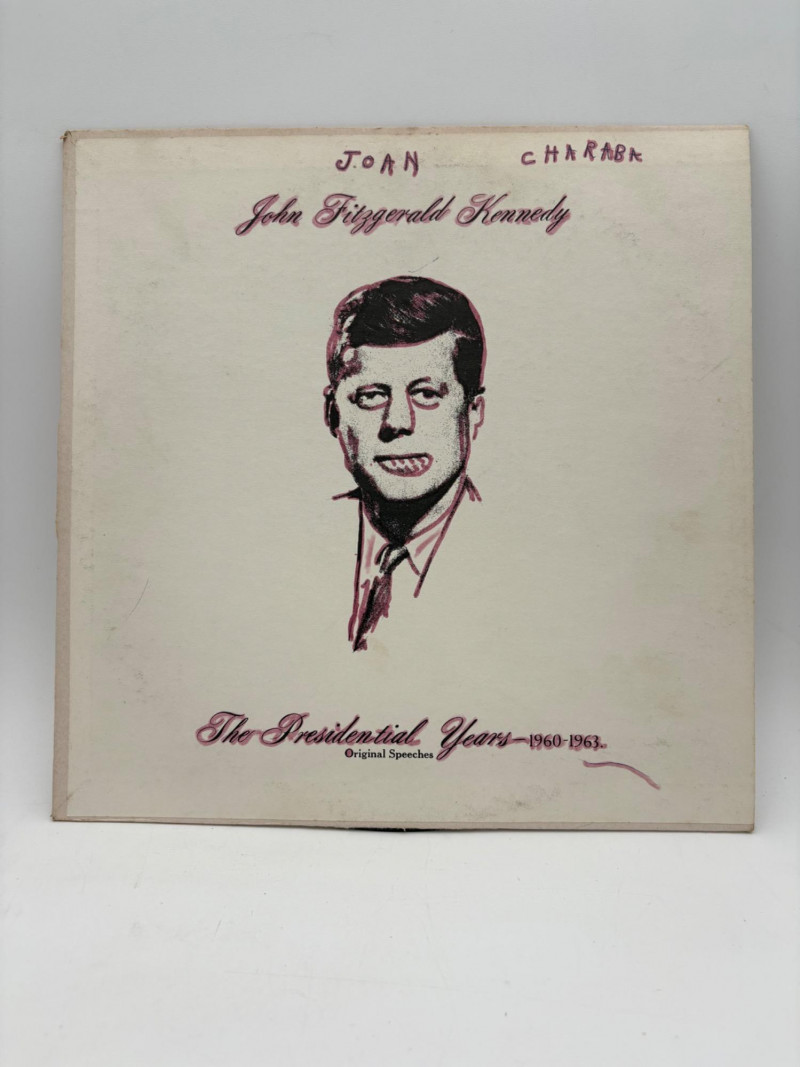 JOAN CHARABA
John Fitzgerald Kennedy
The Presidential Years—1960-1963.
Original Speeches